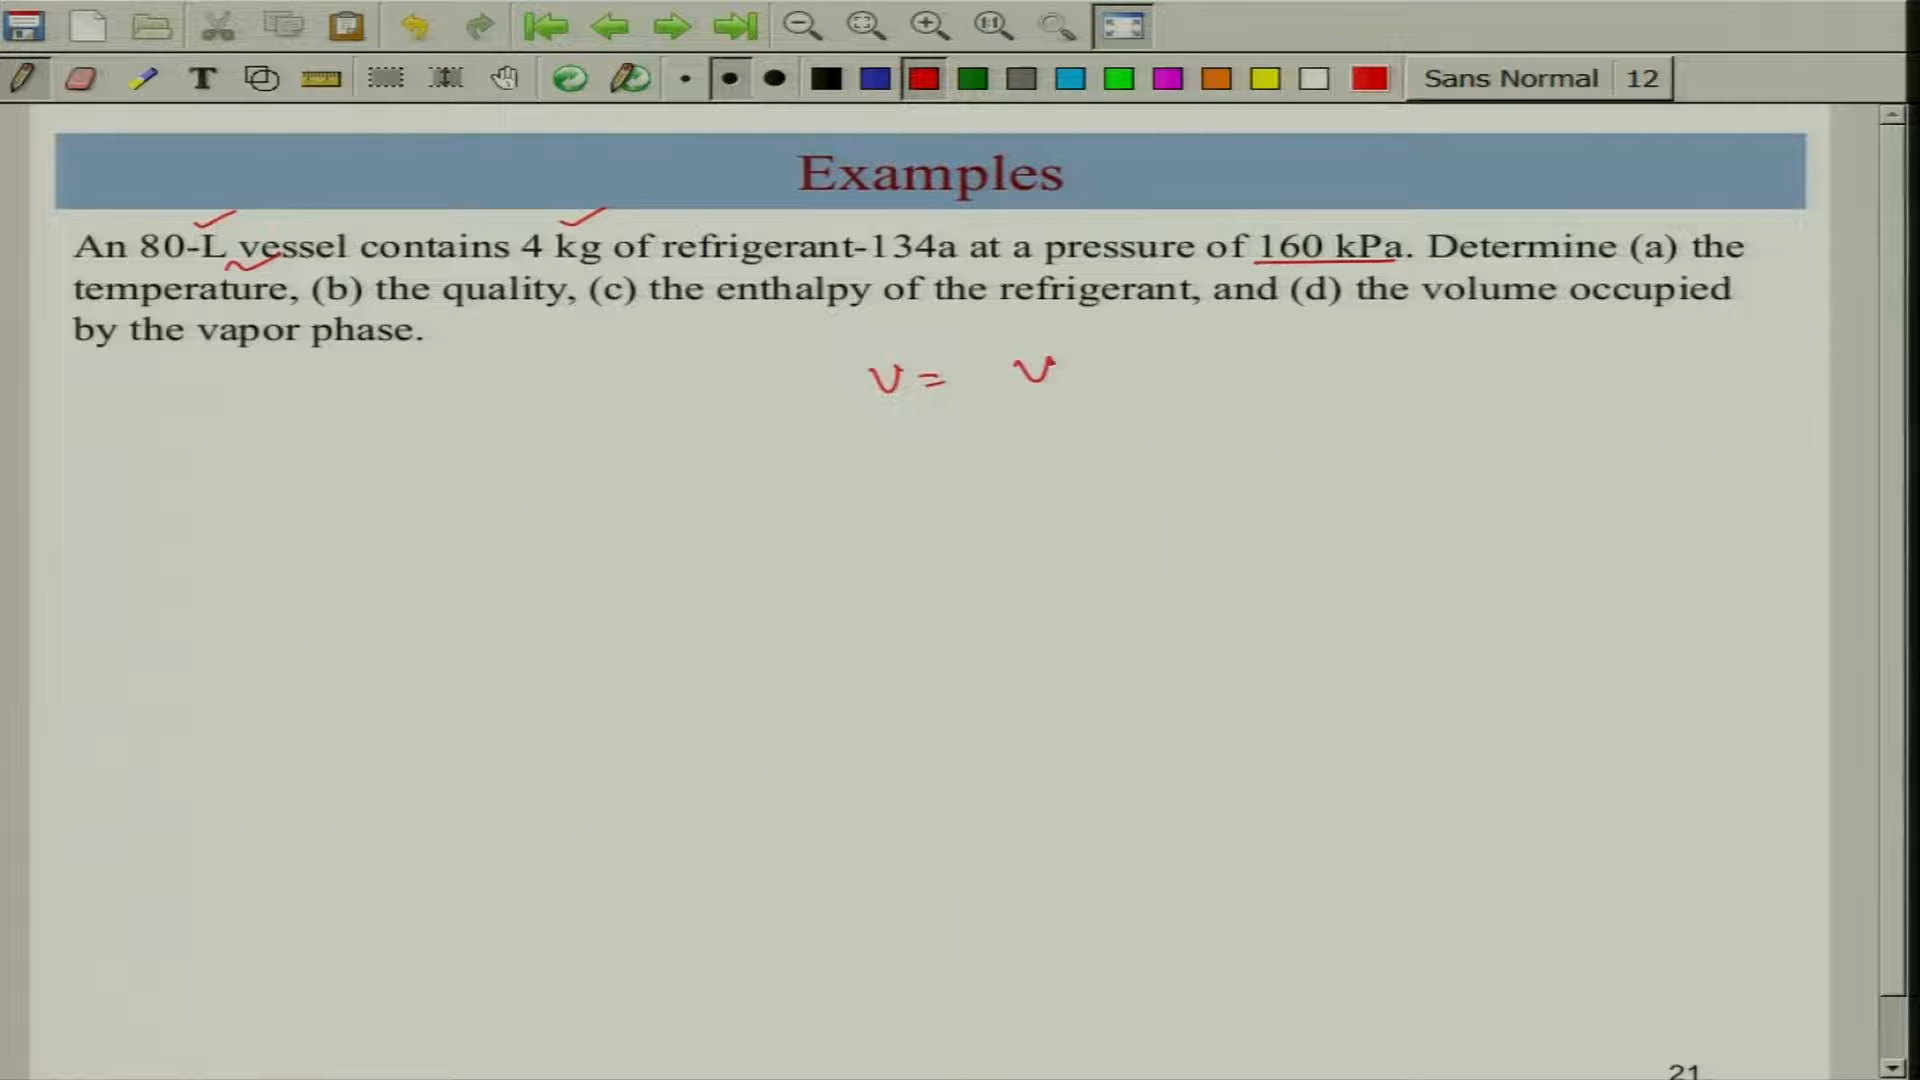 Sans Normal 12
Examples
An 80-L vessel contains 4 kg of refrigerant-134a at a pressure of 160 kPa. Determine (a) the
temperature, (b) the quality, (c) the enthalpy of the refrigerant, and (d) the volume occupied
by the vapor phase.
v = v
21